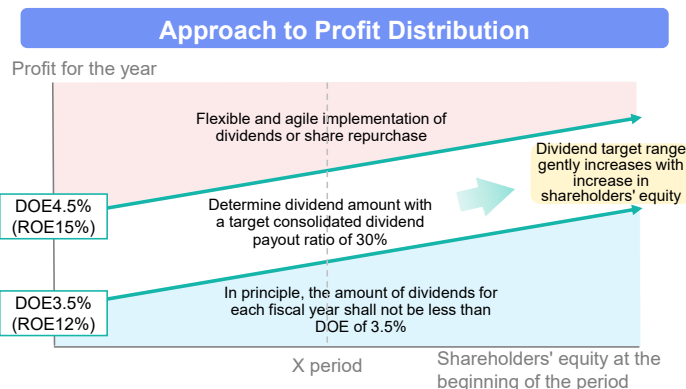 Approach to Profit Distribution
Profit for the year
Flexible and agile implementation of
dividends or share repurchase
Dividend target range
gently increases with
increase in
shareholders' equity
DOE4.5%
(ROE15%)
Determine dividend amount with
a target consolidated dividend
payout ratio of 30%
DOE3.5%
(ROE12%)
In principle, the amount of dividends for
each fiscal year shall not be less than
DOE of 3.5%
X period
Shareholders' equity at the
beginning of the period